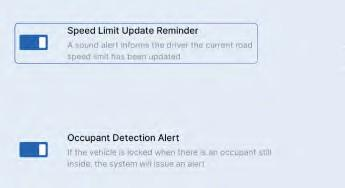 Speed Limit Update Reminder
A sound alert informs the driver the current road
speed limit has been updated
Occupant Detection Alert
If the vehicle is locked when there is an occupant still
inside, the system will issue an alert